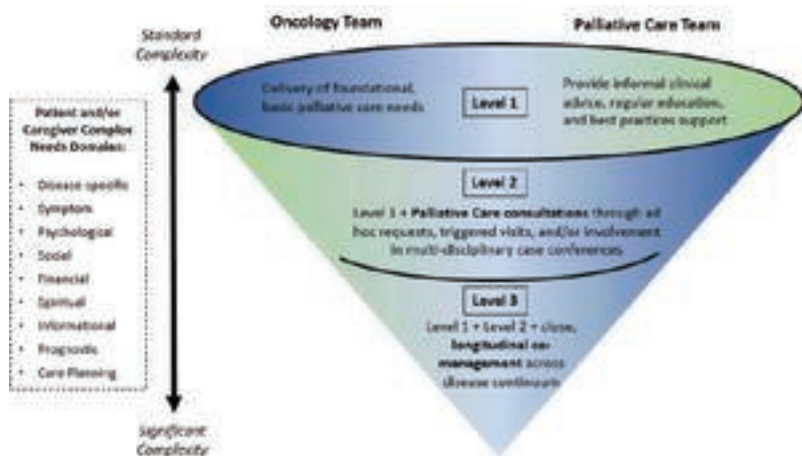 Oncology Team
Palliative Care Team
Standard
Complexity
Delivery of foundational,
basic palliative care needs
Level 1
Provide informal clinical
advice, regular education,
and best practices support
Patient and/or
Caregiver Complex
Needs Domains:
• Disease specific
• Symptom
• Psychological
• Social
• Financial
• Spiritual
• Informational
• Prognostic
• Care Planning
Level 2
Level 1 + Palliative Care consultations through ad
hoc requests, triggered visits, and/or involvement
in multi-disciplinary case conferences
Level 3
Level 1 + Level 2 + close,
longitudinal co-
management across
disease continuum
Significant
Complexity